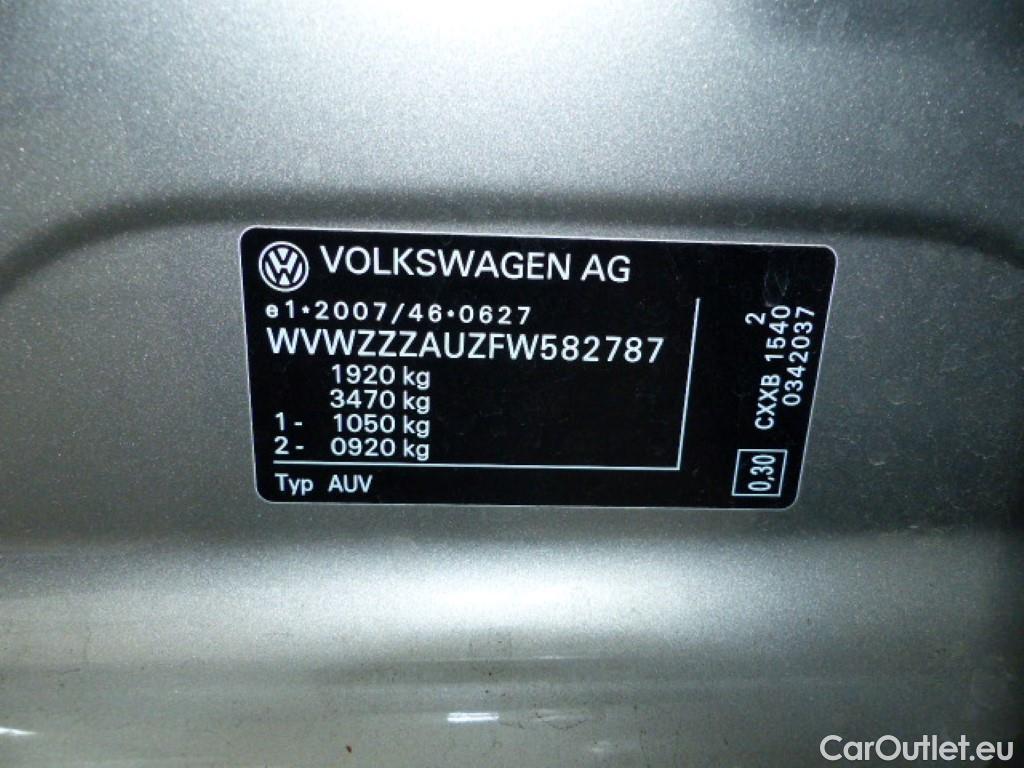 VOLKSWAGEN AG
e1*2007/46*0627
WVWZZZAUZFW582787
1920 kg
3470 kg
1- 1050 kg
2- 0920 kg
Typ AUV
2
CXXB 1540
0342037
0,30
CarOutlet.eu